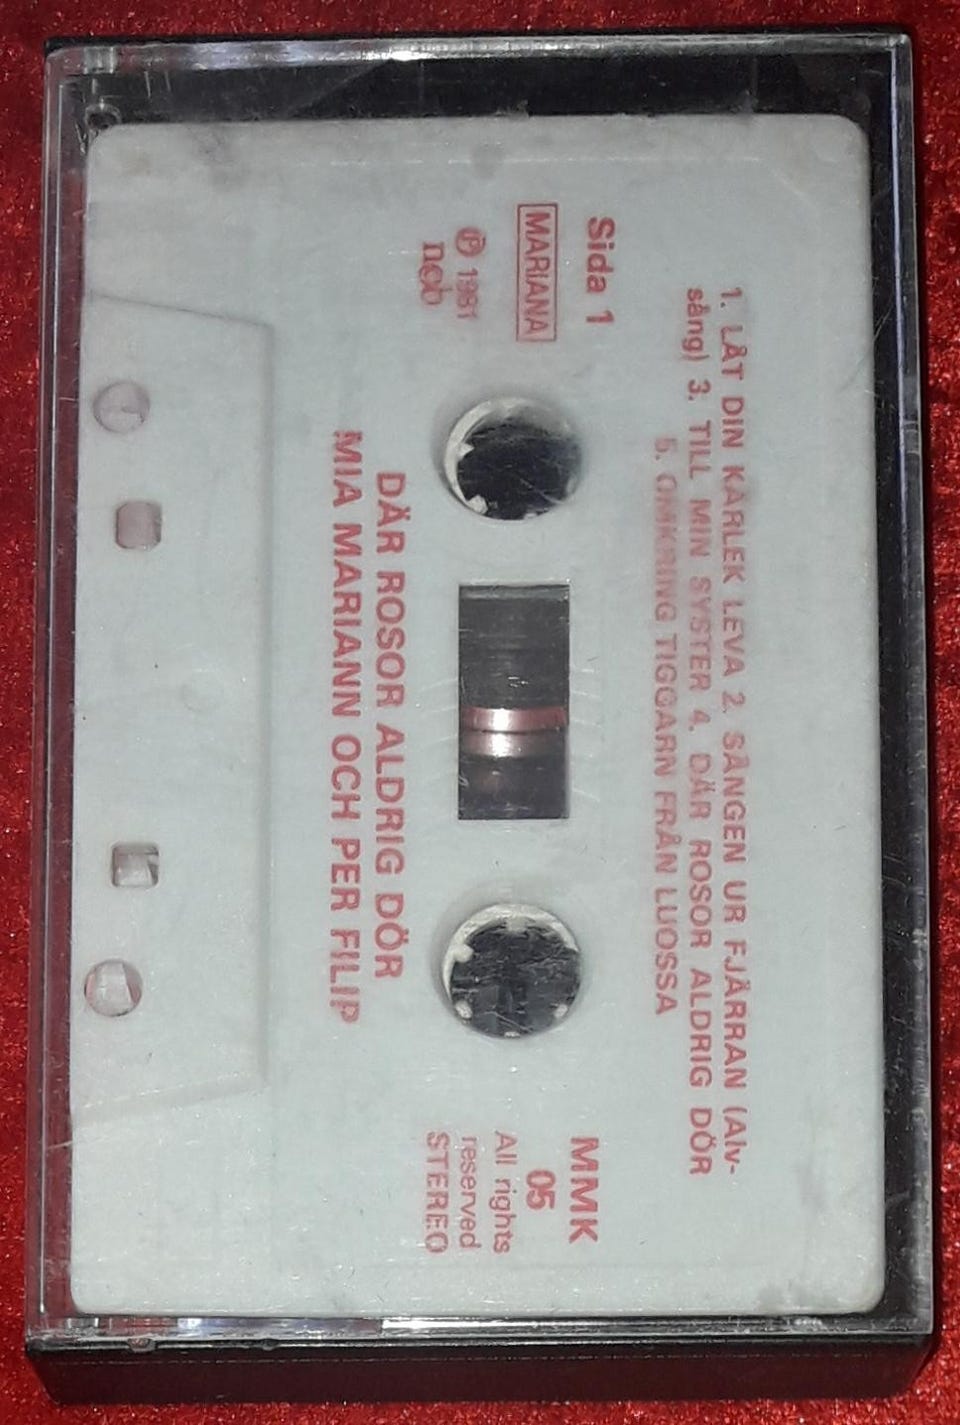 1. LÅT DIN KÄRLEK LEVA 2. SÅNGEN UR FJÄRRAN (Alv-
sång) 3. TILL MIN SYSTER 4. DÄR ROSOR ALDRIG DÖR
5. OMKRING TIGGARN FRÅN LUOSSA
Sida 1
MARIANA
℗ 1981
ncb
MMK
05
All rights
reserved
STEREO
DÄR ROSOR ALDRIG DÖR
MIA MARIANN OCH PER FILIP